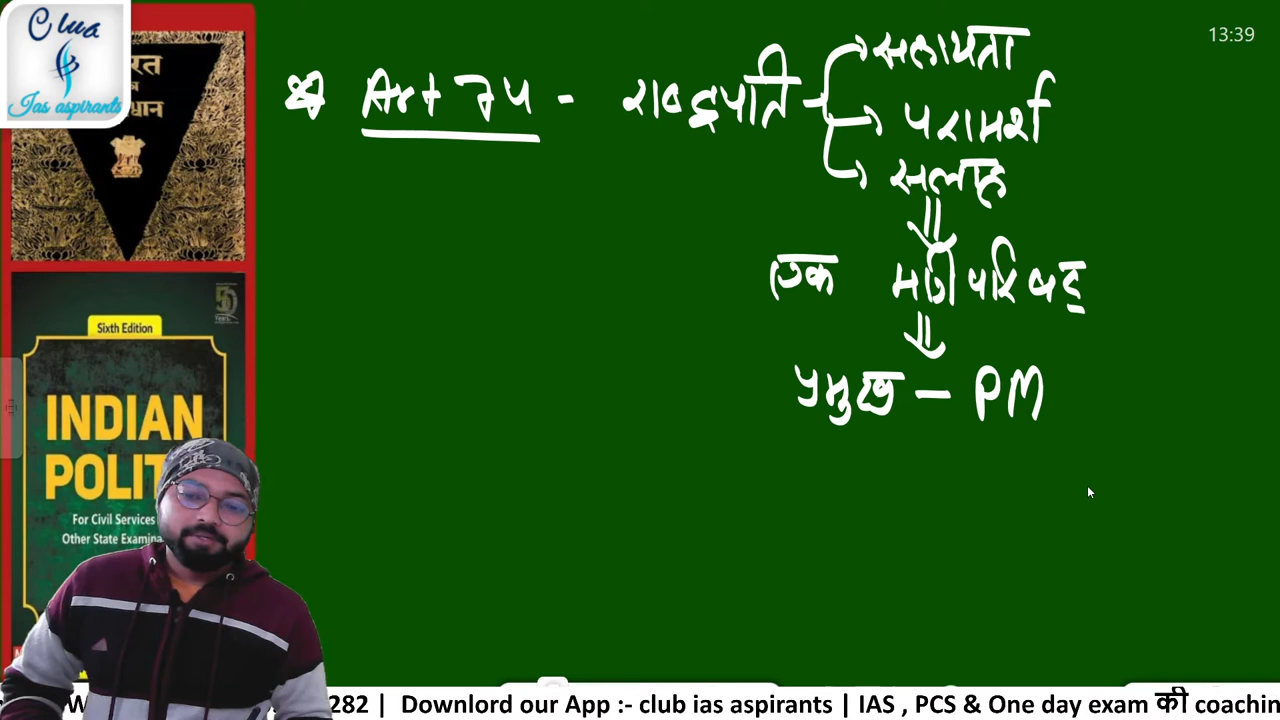 Clua
Ias aspirants
रत
का
धान
13:39
Art 74 - राष्ट्रपति
सलायता
परामर्श
सलाह
एक मंत्रीपरिषद
प्रमुख - PM
Sixth Edition
INDIAN
POLIT
For Civil Services
Other State Examina
282 | Downlord our App :- club ias aspirants | IAS , PCS & One day exam की coachin